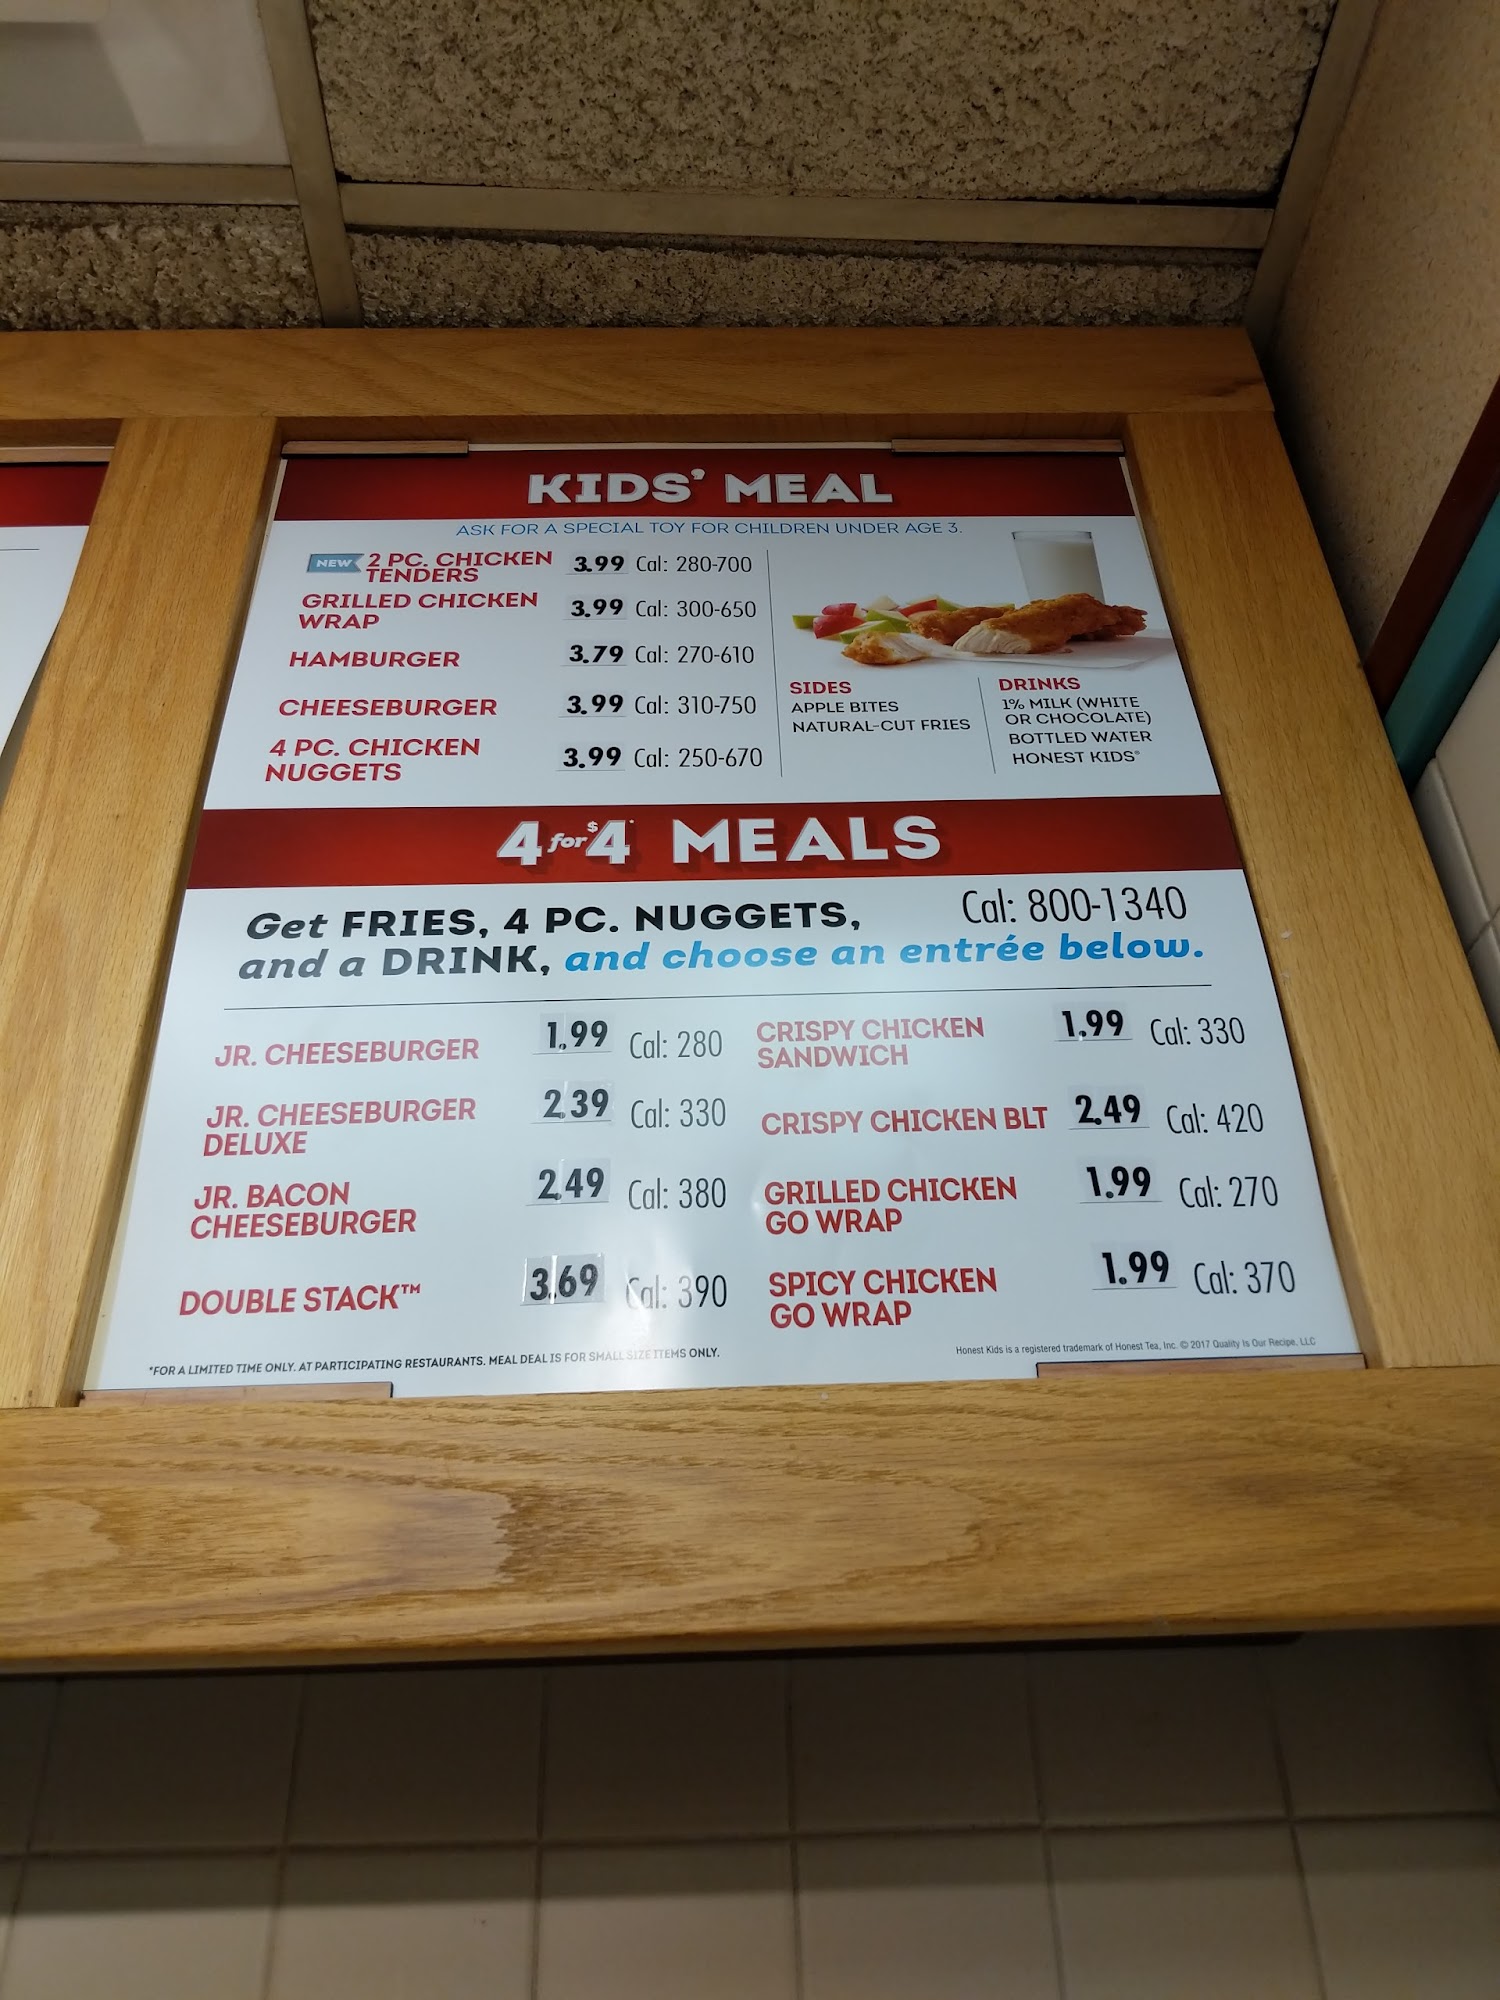 KIDS' MEAL
ASK FOR A SPECIAL TOY FOR CHILDREN UNDER AGE 3.
NEW 2 PC. CHICKEN
TENDERS 3.99 Cal: 280-700
GRILLED CHICKEN
WRAP 3.99 Cal: 300-650
HAMBURGER 3.79 Cal: 270-610
CHEESEBURGER 3.99 Cal: 310-750
4 PC. CHICKEN
NUGGETS 3.99 Cal: 250-670
SIDES
APPLE BITES
NATURAL-CUT FRIES
DRINKS
1% MILK (WHITE
OR CHOCOLATE)
BOTTLED WATER
HONEST KIDS®
4 for $4* MEALS
Get FRIES, 4 PC. NUGGETS,
and a DRINK, and choose an entrée below.
Cal: 800-1340
JR. CHEESEBURGER 1.99 Cal: 280
JR. CHEESEBURGER
DELUXE 2.39 Cal: 330
JR. BACON
CHEESEBURGER 2.49 Cal: 380
DOUBLE STACK™ 3.69 Cal: 390
CRISPY CHICKEN
SANDWICH 1.99 Cal: 330
CRISPY CHICKEN BLT 2.49 Cal: 420
GRILLED CHICKEN
GO WRAP 1.99 Cal: 270
SPICY CHICKEN
GO WRAP 1.99 Cal: 370
*FOR A LIMITED TIME ONLY. AT PARTICIPATING RESTAURANTS. MEAL DEAL IS FOR SMALL SIZE ITEMS ONLY.
Honest Kids is a registered trademark of Honest Tea, Inc. © 2017 Quality Is Our Recipe, LLC